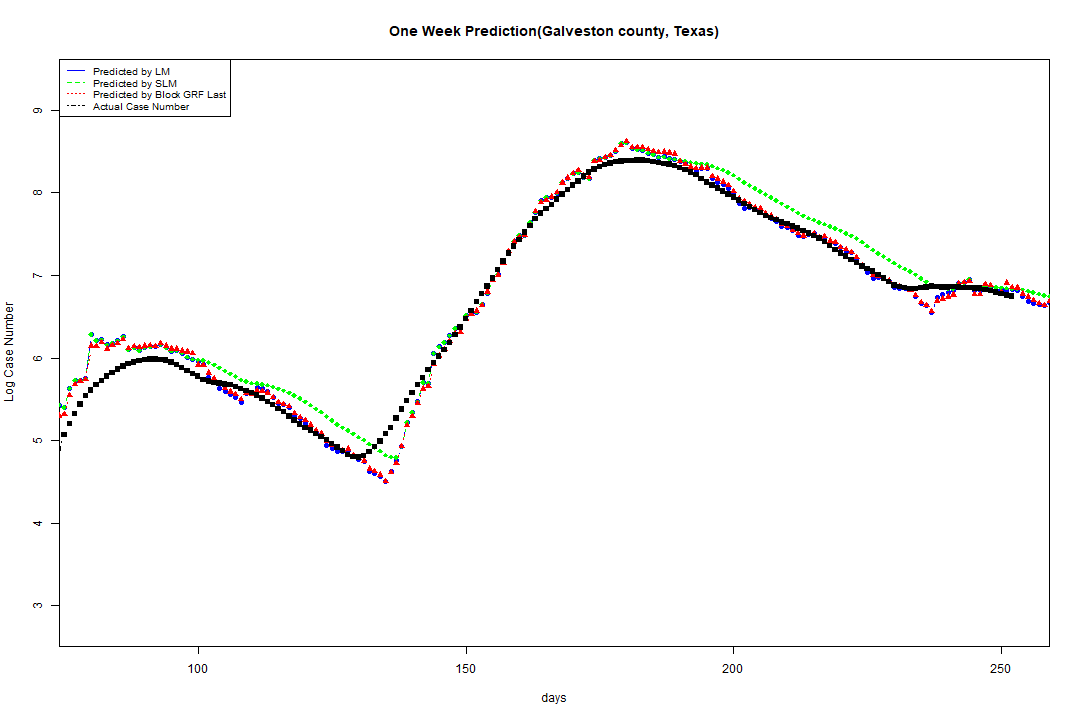 One Week Prediction(Galveston county, Texas)
Predicted by LM
Predicted by SLM
Predicted by Block GRF Last
Actual Case Number
9
8
7
6
5
4
3
Log Case Number
100
150
200
250
days